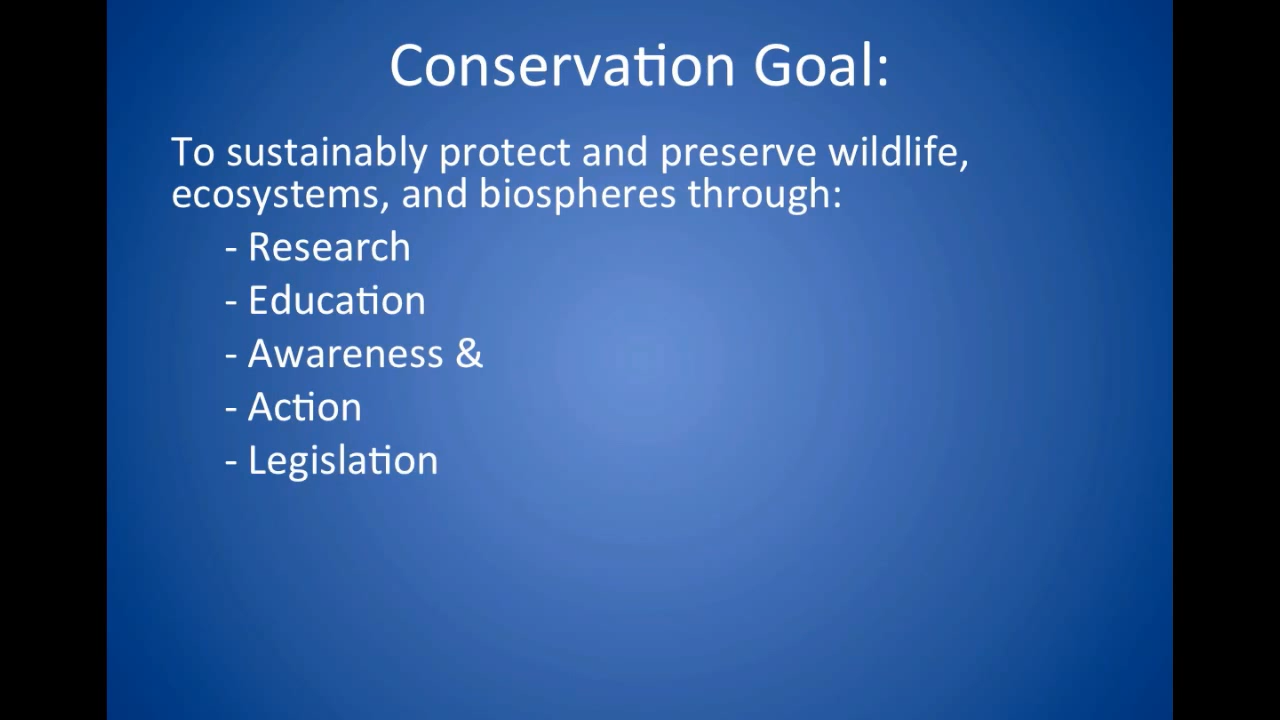 Conservation Goal:
To sustainably protect and preserve wildlife,
ecosystems, and biospheres through:
- Research
- Education
- Awareness &
- Action
- Legislation